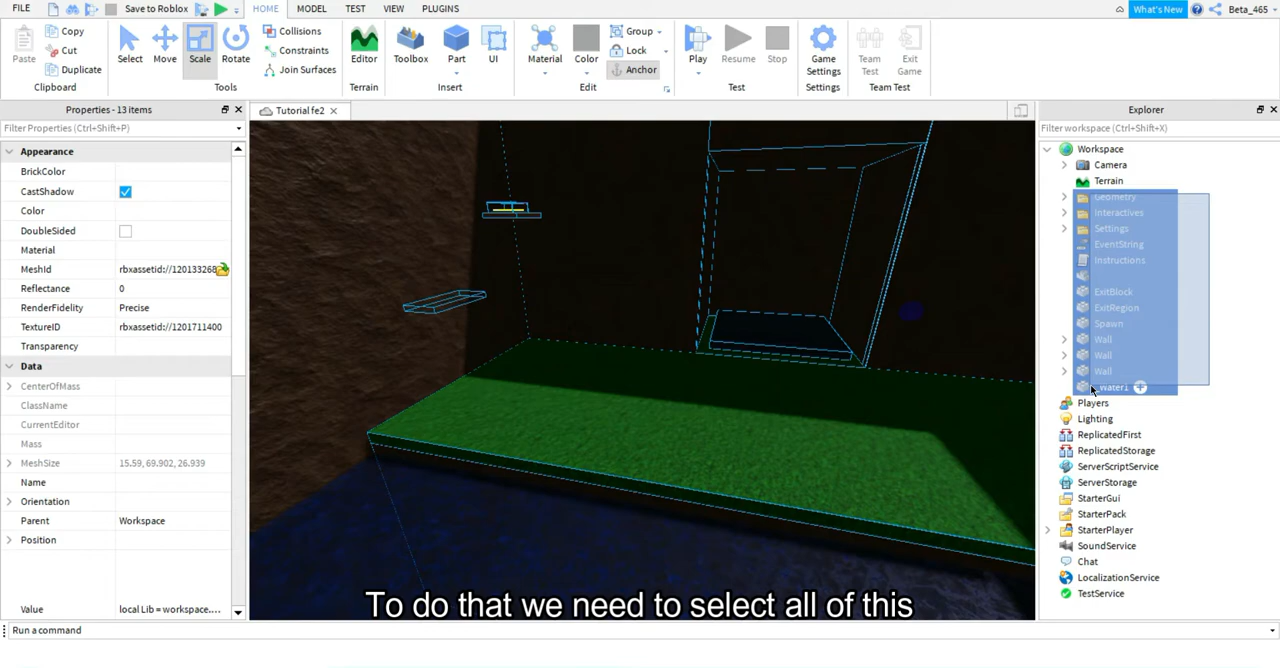 FILE Save to Roblox HOME MODEL TEST VIEW PLUGINS What's New Beta_465
Paste Copy Cut Duplicate Select Move Scale Rotate Collisions Constraints Join Surfaces Editor Toolbox Part UI Material Color Group Lock Anchor Play Resume Stop Game Settings Team Test Exit Game
Clipboard Tools Terrain Insert Edit Test Settings Team Test
Properties - 13 items
Filter Properties (Ctrl+Shift+P)
Appearance
BrickColor
CastShadow
Color
DoubleSided
Material
MeshId rbxassetid://120133268
Reflectance 0
RenderFidelity Precise
TextureID rbxassetid://1201711400
Transparency
Data
CenterOfMass
ClassName
CurrentEditor
Mass
MeshSize 15.59, 69.902, 26.939
Name
Orientation
Parent Workspace
Position
Value local Lib = workspace....
Tutorial fe2
To do that we need to select all of this
Explorer
Filter workspace (Ctrl+Shift+X)
Workspace
Camera
Terrain
Geometry
Interactives
Settings
EventString
Instructions
ExitBlock
ExitRegion
Spawn
Wall
Wall
Wall
_Water1
Players
Lighting
ReplicatedFirst
ReplicatedStorage
ServerScriptService
ServerStorage
StarterGui
StarterPack
StarterPlayer
SoundService
Chat
LocalizationService
TestService
Run a command